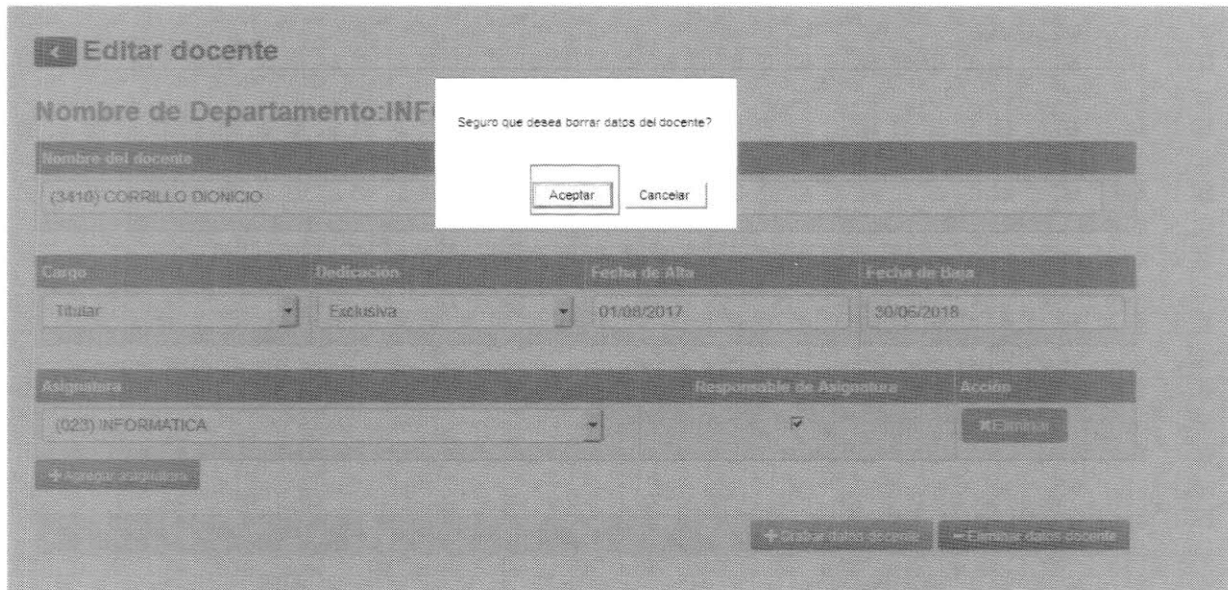 Editar docente
Nombre de Departamento:INF
Seguro que desea borrar datos del docente?
Aceptar Cancelar
Nombre del docente
(3410) CORRILLO DIONICIO
Cargo Dedicación Fecha de Alta Fecha de Baja
Titular Exclusiva 01/08/2017 30/06/2018
Asignatura Responsable de Asignatura Acción
(023) INFORMATICA Eliminar
Agregar asignatura
Grabar datos docente Eliminar datos docente